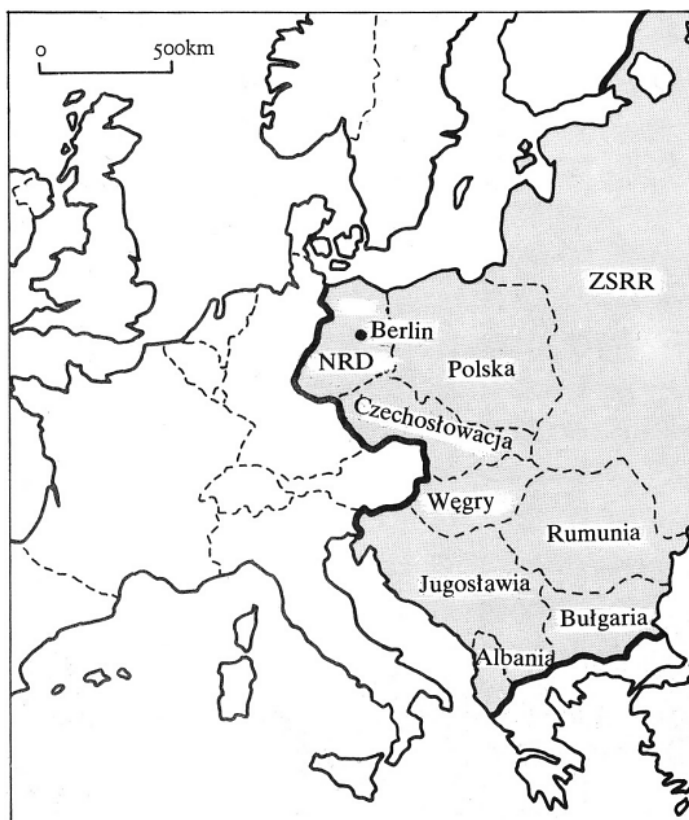 0 500km
ZSRR
Berlin
NRD
Polska
Czechosłowacja
Węgry
Rumunia
Jugosławia
Bułgaria
Albania